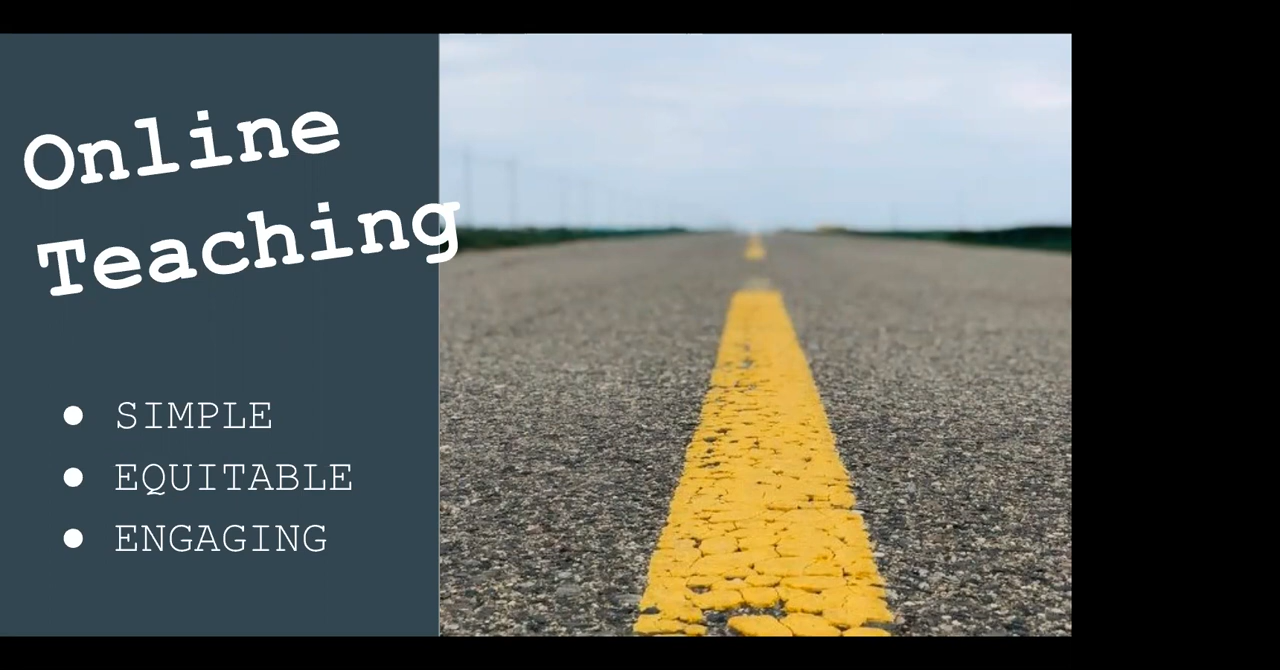 Online
Teaching
● SIMPLE
● EQUITABLE
● ENGAGING